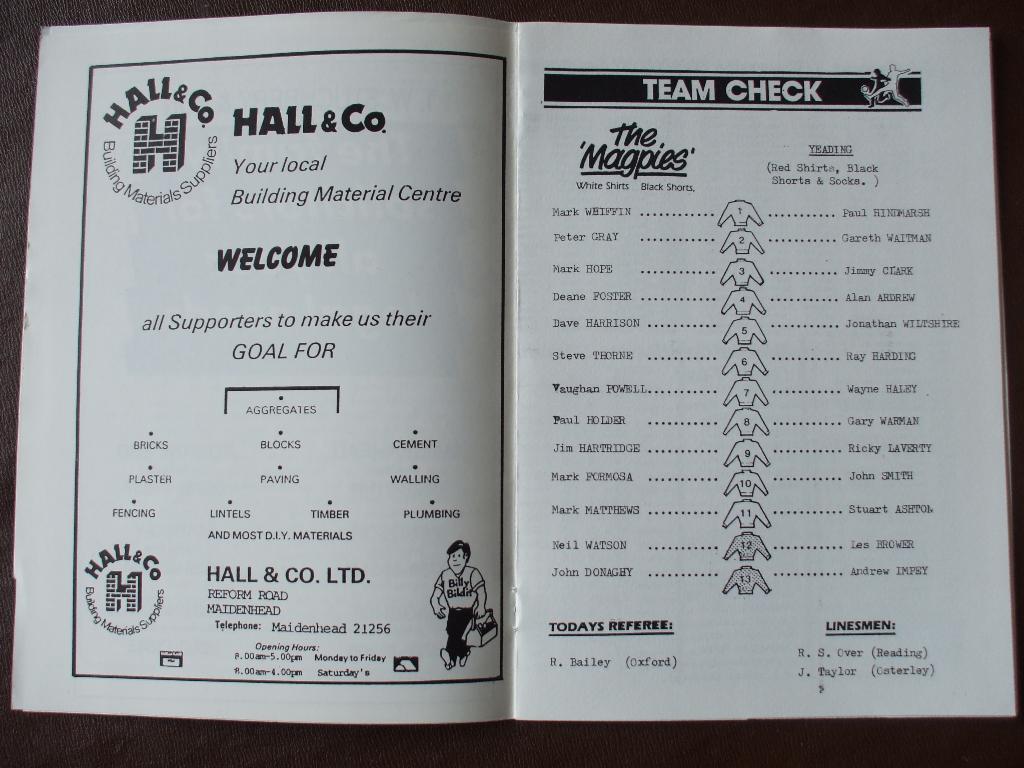 HALL & Co.
Building Materials Suppliers
HALL & Co.
Your local
Building Material Centre
WELCOME
all Supporters to make us their
GOAL FOR
AGGREGATES
BRICKS BLOCKS CEMENT
PLASTER PAVING WALLING
FENCING LINTELS TIMBER PLUMBING
AND MOST D.I.Y. MATERIALS
HALL & Co
Building Materials Suppliers
HALL & CO. LTD.
REFORM ROAD
MAIDENHEAD
Telephone: Maidenhead 21256
Opening Hours:
8.00am-5.00pm Monday to Friday
8.00am-4.00pm Saturday's
Billy
Bildit
TEAM CHECK
The
'Magpies'
White Shirts Black Shorts,
YEADING
(Red Shirts, Black
Shorts & Socks. )
Mark WHIFFIN .......... 1 .......... Paul HINDMARSH
Peter GRAY .......... 2 .......... Gareth WAITMAN
Mark HOPE .......... 3 .......... Jimmy CLARK
Deane FOSTER .......... 4 .......... Alan ARDREW
Dave HARRISON .......... 5 .......... Jonathan WILTSHIRE
Steve THORNE .......... 6 .......... Ray HARDING
Vaughan POWELL.......... 7 .......... Wayne HALEY
Paul HOLDER .......... 8 .......... Gary WARMAN
Jim HARTRIDGE .......... 9 .......... Ricky LAVERTY
Mark FORMOSA .......... 10 .......... John SMITH
Mark MATTHEWS .......... 11 .......... Stuart ASHTON
Neil WATSON .......... 12 .......... Les BROWER
John DONAGHY .......... 13 .......... Andrew IMPEY
TODAYS REFEREE:
R. Bailey (Oxford)
LINESMEN:
R. S. Over (Reading)
J. Taylor (Osterley)